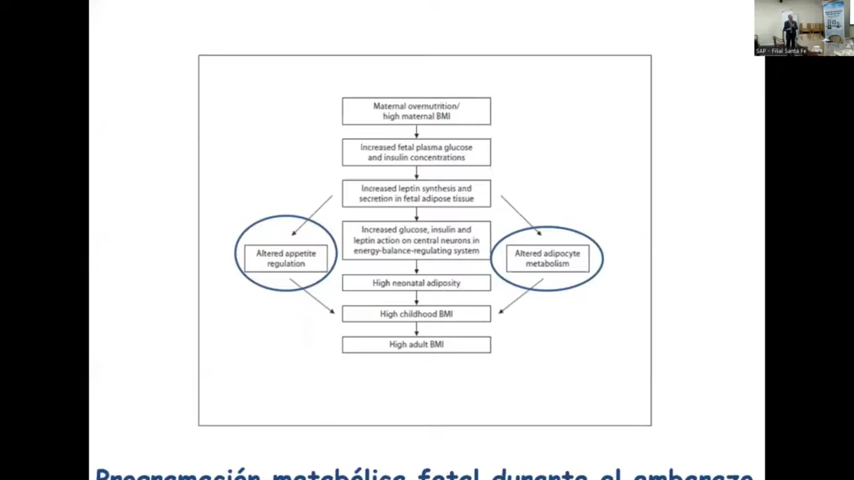 SAP - Filial Santa Fe
Maternal overnutrition/
high maternal BMI
Increased fetal plasma glucose
and insulin concentrations
Increased leptin synthesis and
secretion in fetal adipose tissue
Increased glucose, insulin and
leptin action on central neurons in
energy-balance-regulating system
Altered appetite
regulation
Altered adipocyte
metabolism
High neonatal adiposity
High childhood BMI
High adult BMI
Programación metabólica fetal durante el embarazo